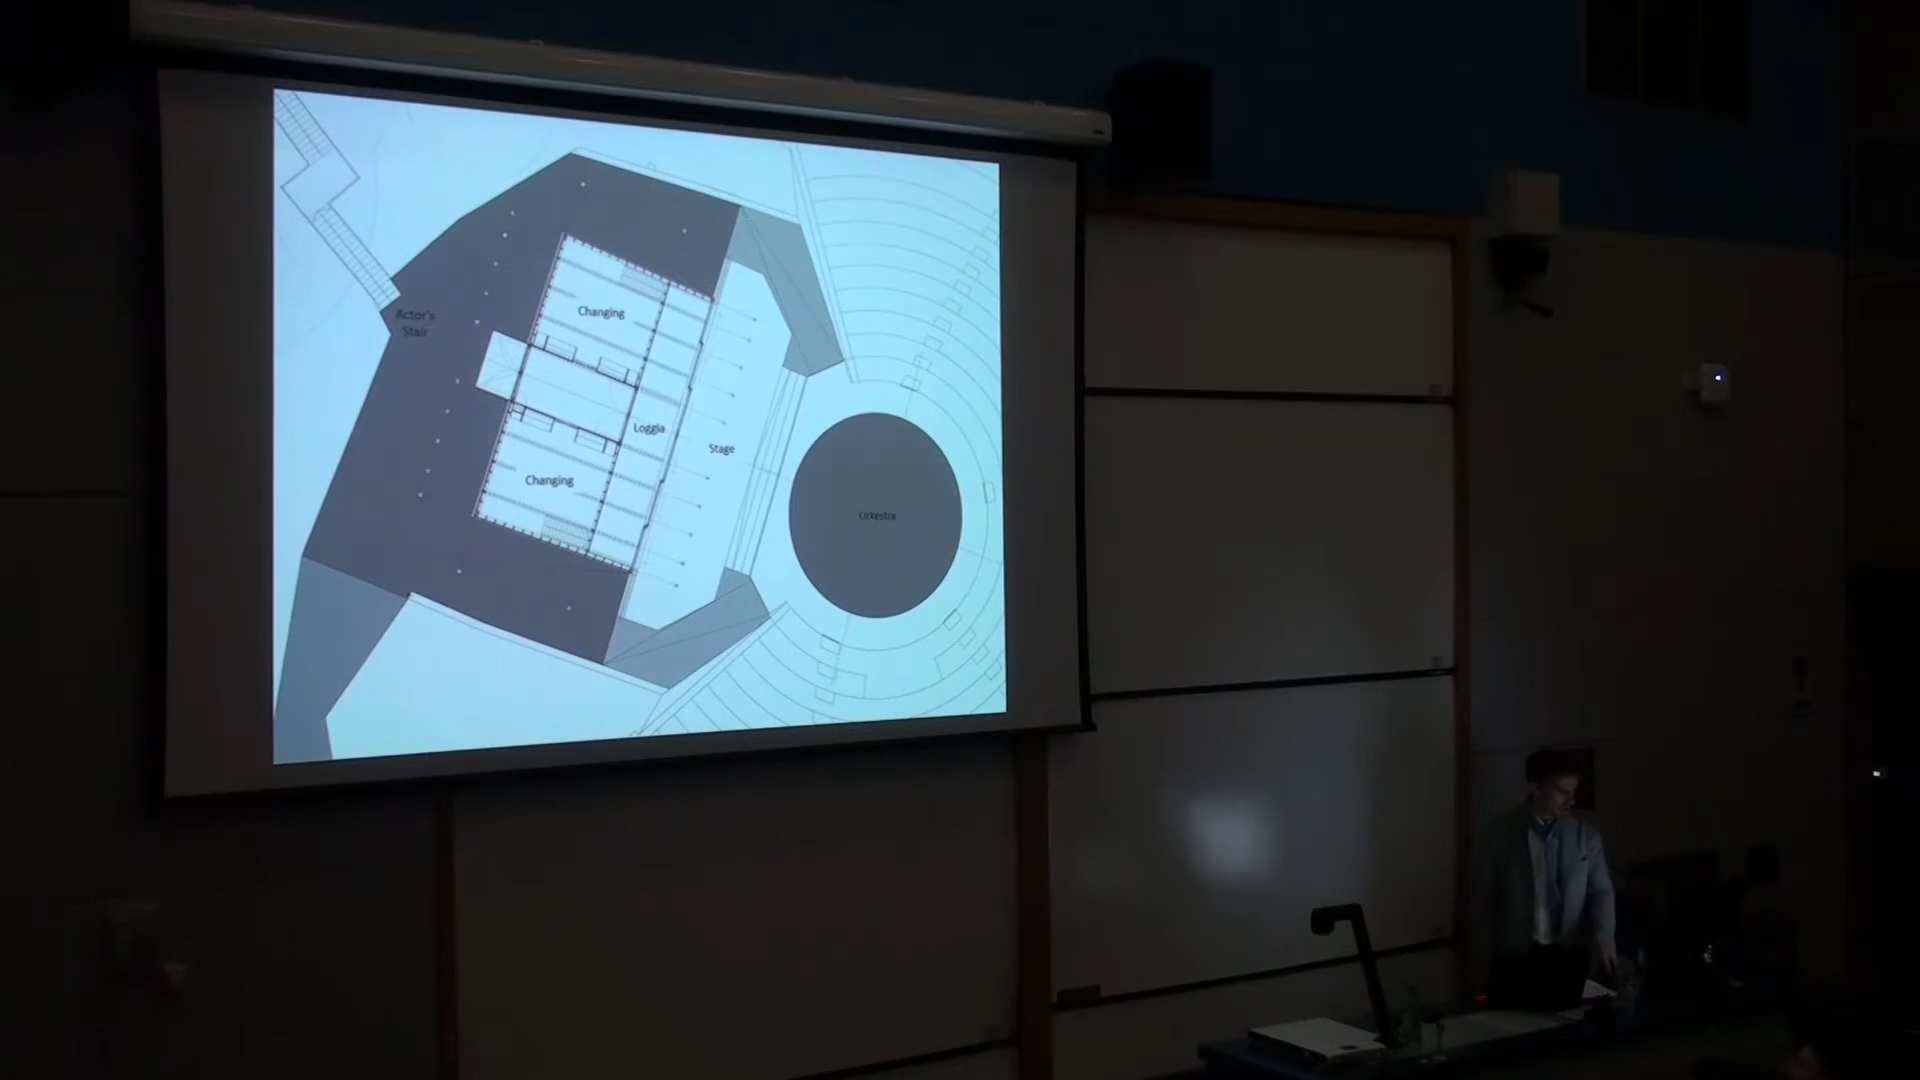 Changing
Actor's
Stair
Loggia
Stage
Changing
Orkestra